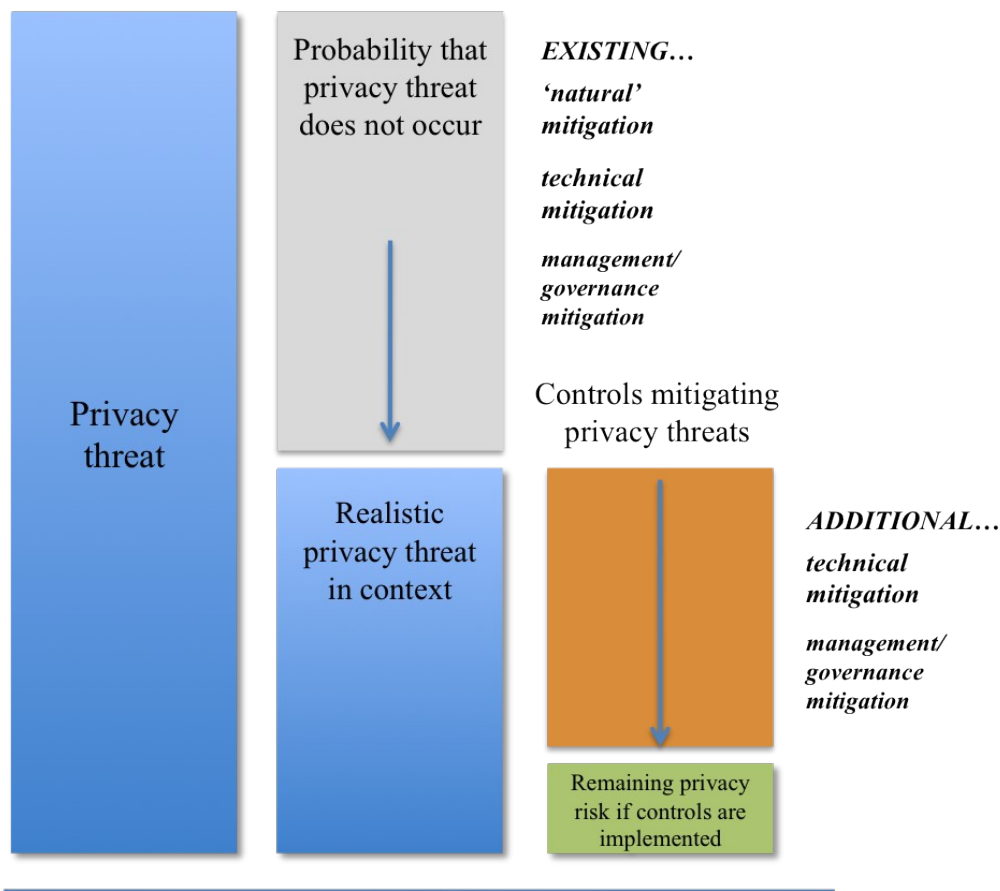 Privacy
threat
Probability that
privacy threat
does not occur
EXISTING…
‘natural’
mitigation
technical
mitigation
management/
governance
mitigation
Realistic
privacy threat
in context
Controls mitigating
privacy threats
ADDITIONAL…
technical
mitigation
management/
governance
mitigation
Remaining privacy
risk if controls are
implemented